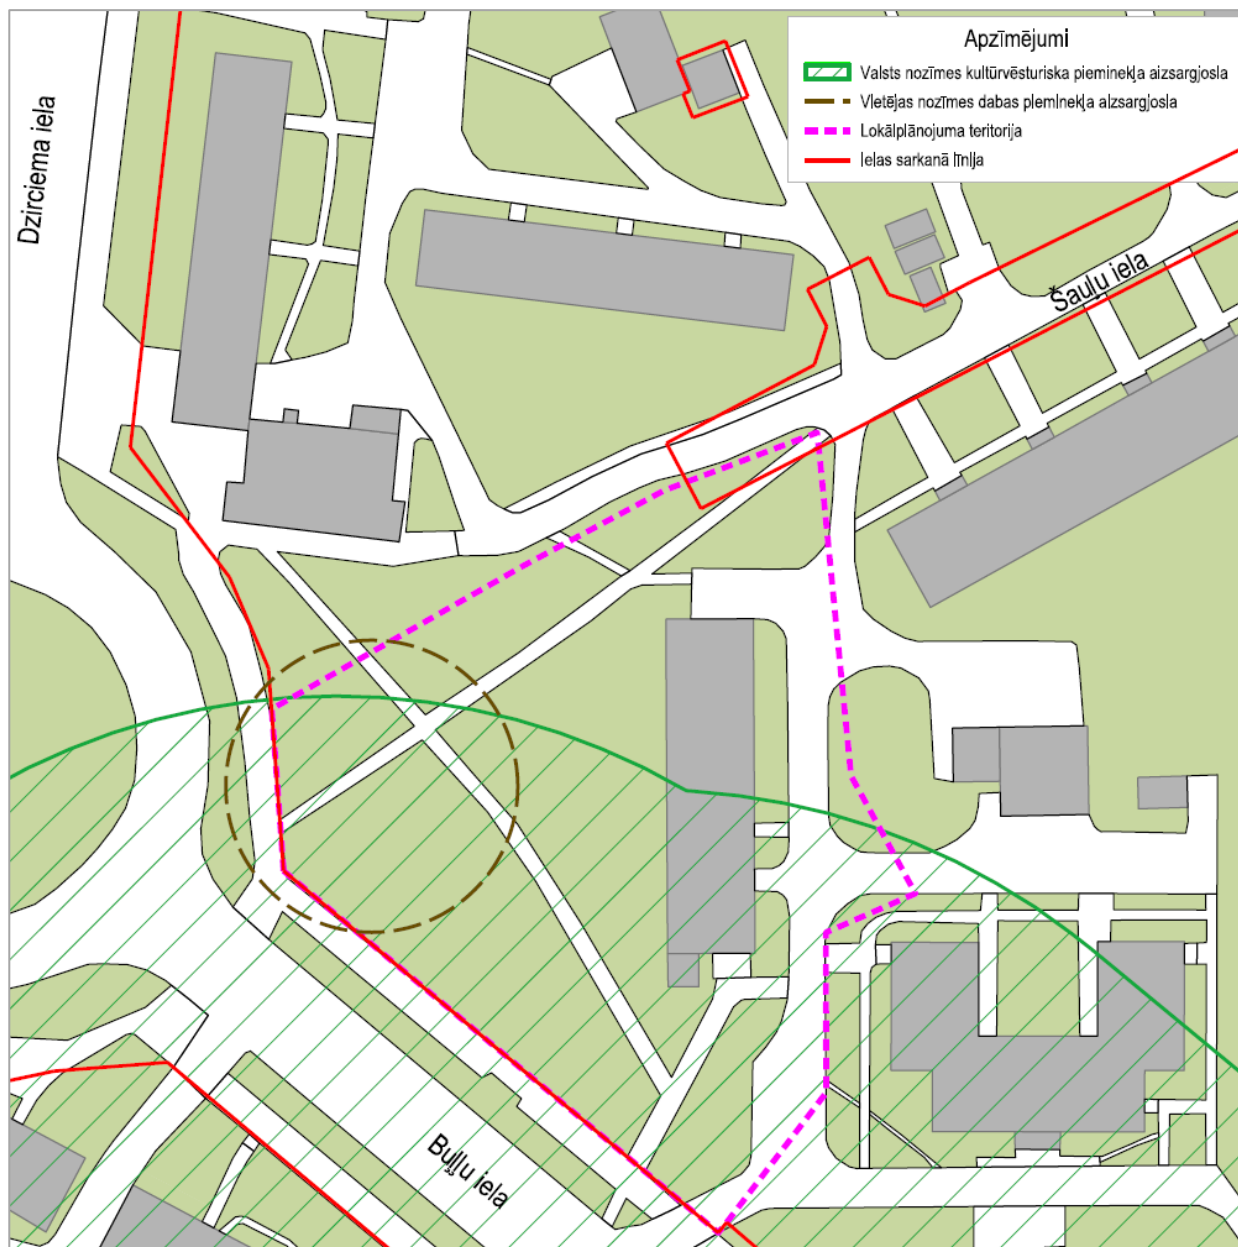 Apzīmējumi
Valsts nozīmes kultūrvēsturiska pieminekļa aizsargjosla
Vietējas nozīmes dabas pieminekļa aizsargjosla
Lokālplānojuma teritorija
Ielas sarkanā līnija
Dzirciema iela
Šauļu iela
Buļļu iela